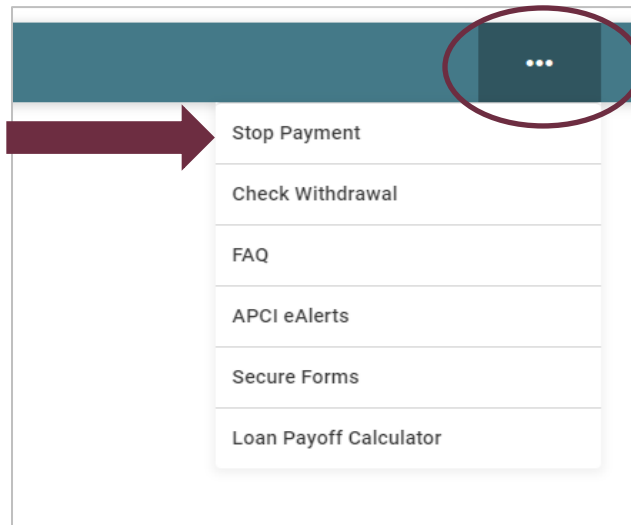 •••
Stop Payment
Check Withdrawal
FAQ
APCI eAlerts
Secure Forms
Loan Payoff Calculator